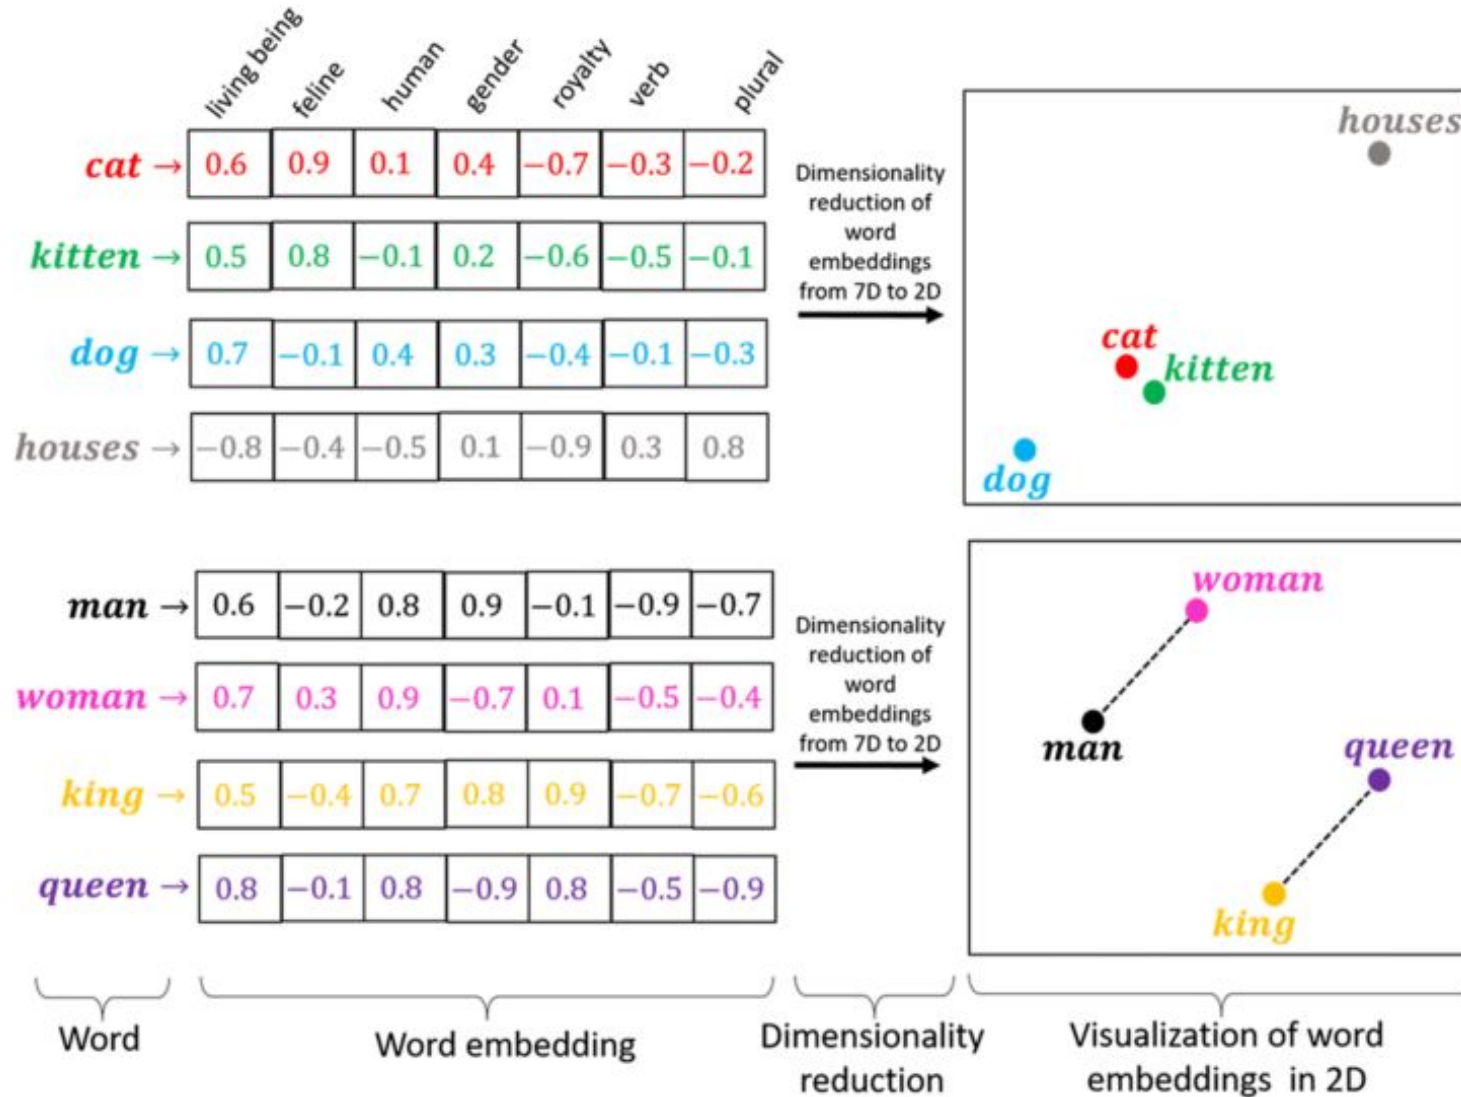 living being feline human gender royalty verb plural
cat → 0.6 0.9 0.1 0.4 −0.7 −0.3 −0.2
kitten → 0.5 0.8 −0.1 0.2 −0.6 −0.5 −0.1
dog → 0.7 −0.1 0.4 0.3 −0.4 −0.1 −0.3
houses → −0.8 −0.4 −0.5 0.1 −0.9 0.3 0.8
Dimensionality
reduction of
word
embeddings
from 7D to 2D
houses
cat
kitten
dog
man → 0.6 −0.2 0.8 0.9 −0.1 −0.9 −0.7
woman → 0.7 0.3 0.9 −0.7 0.1 −0.5 −0.4
king → 0.5 −0.4 0.7 0.8 0.9 −0.7 −0.6
queen → 0.8 −0.1 0.8 −0.9 0.8 −0.5 −0.9
Dimensionality
reduction of
word
embeddings
from 7D to 2D
woman
man
queen
king
Word
Word embedding
Dimensionality
reduction
Visualization of word
embeddings in 2D